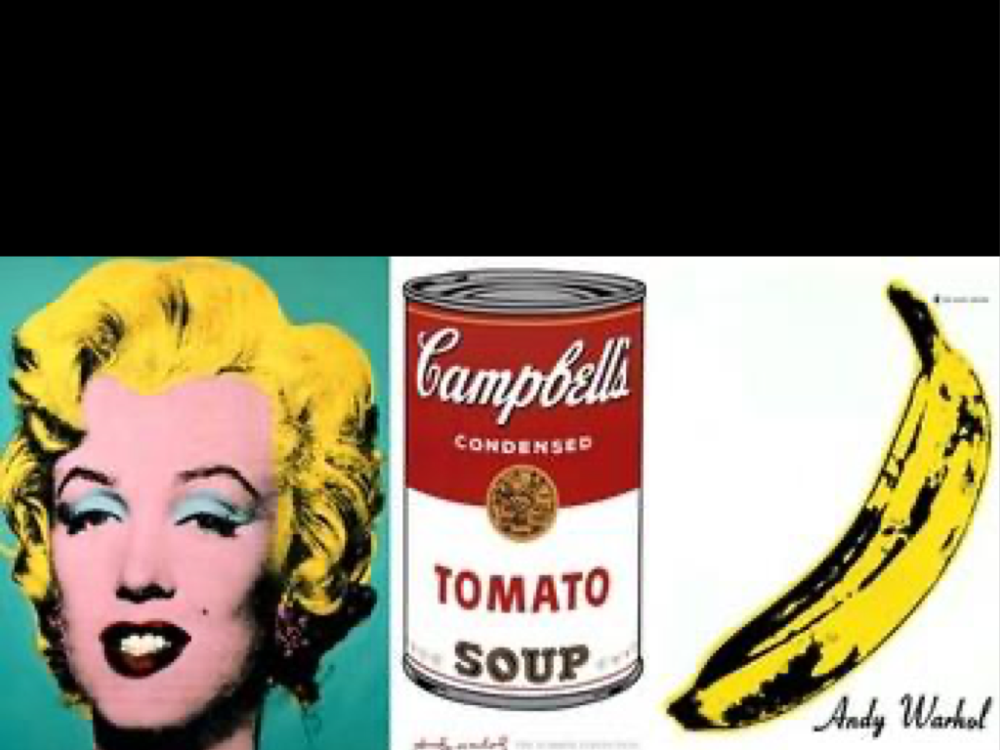 Campbell's
CONDENSED
TOMATO
SOUP
Andy Warhol